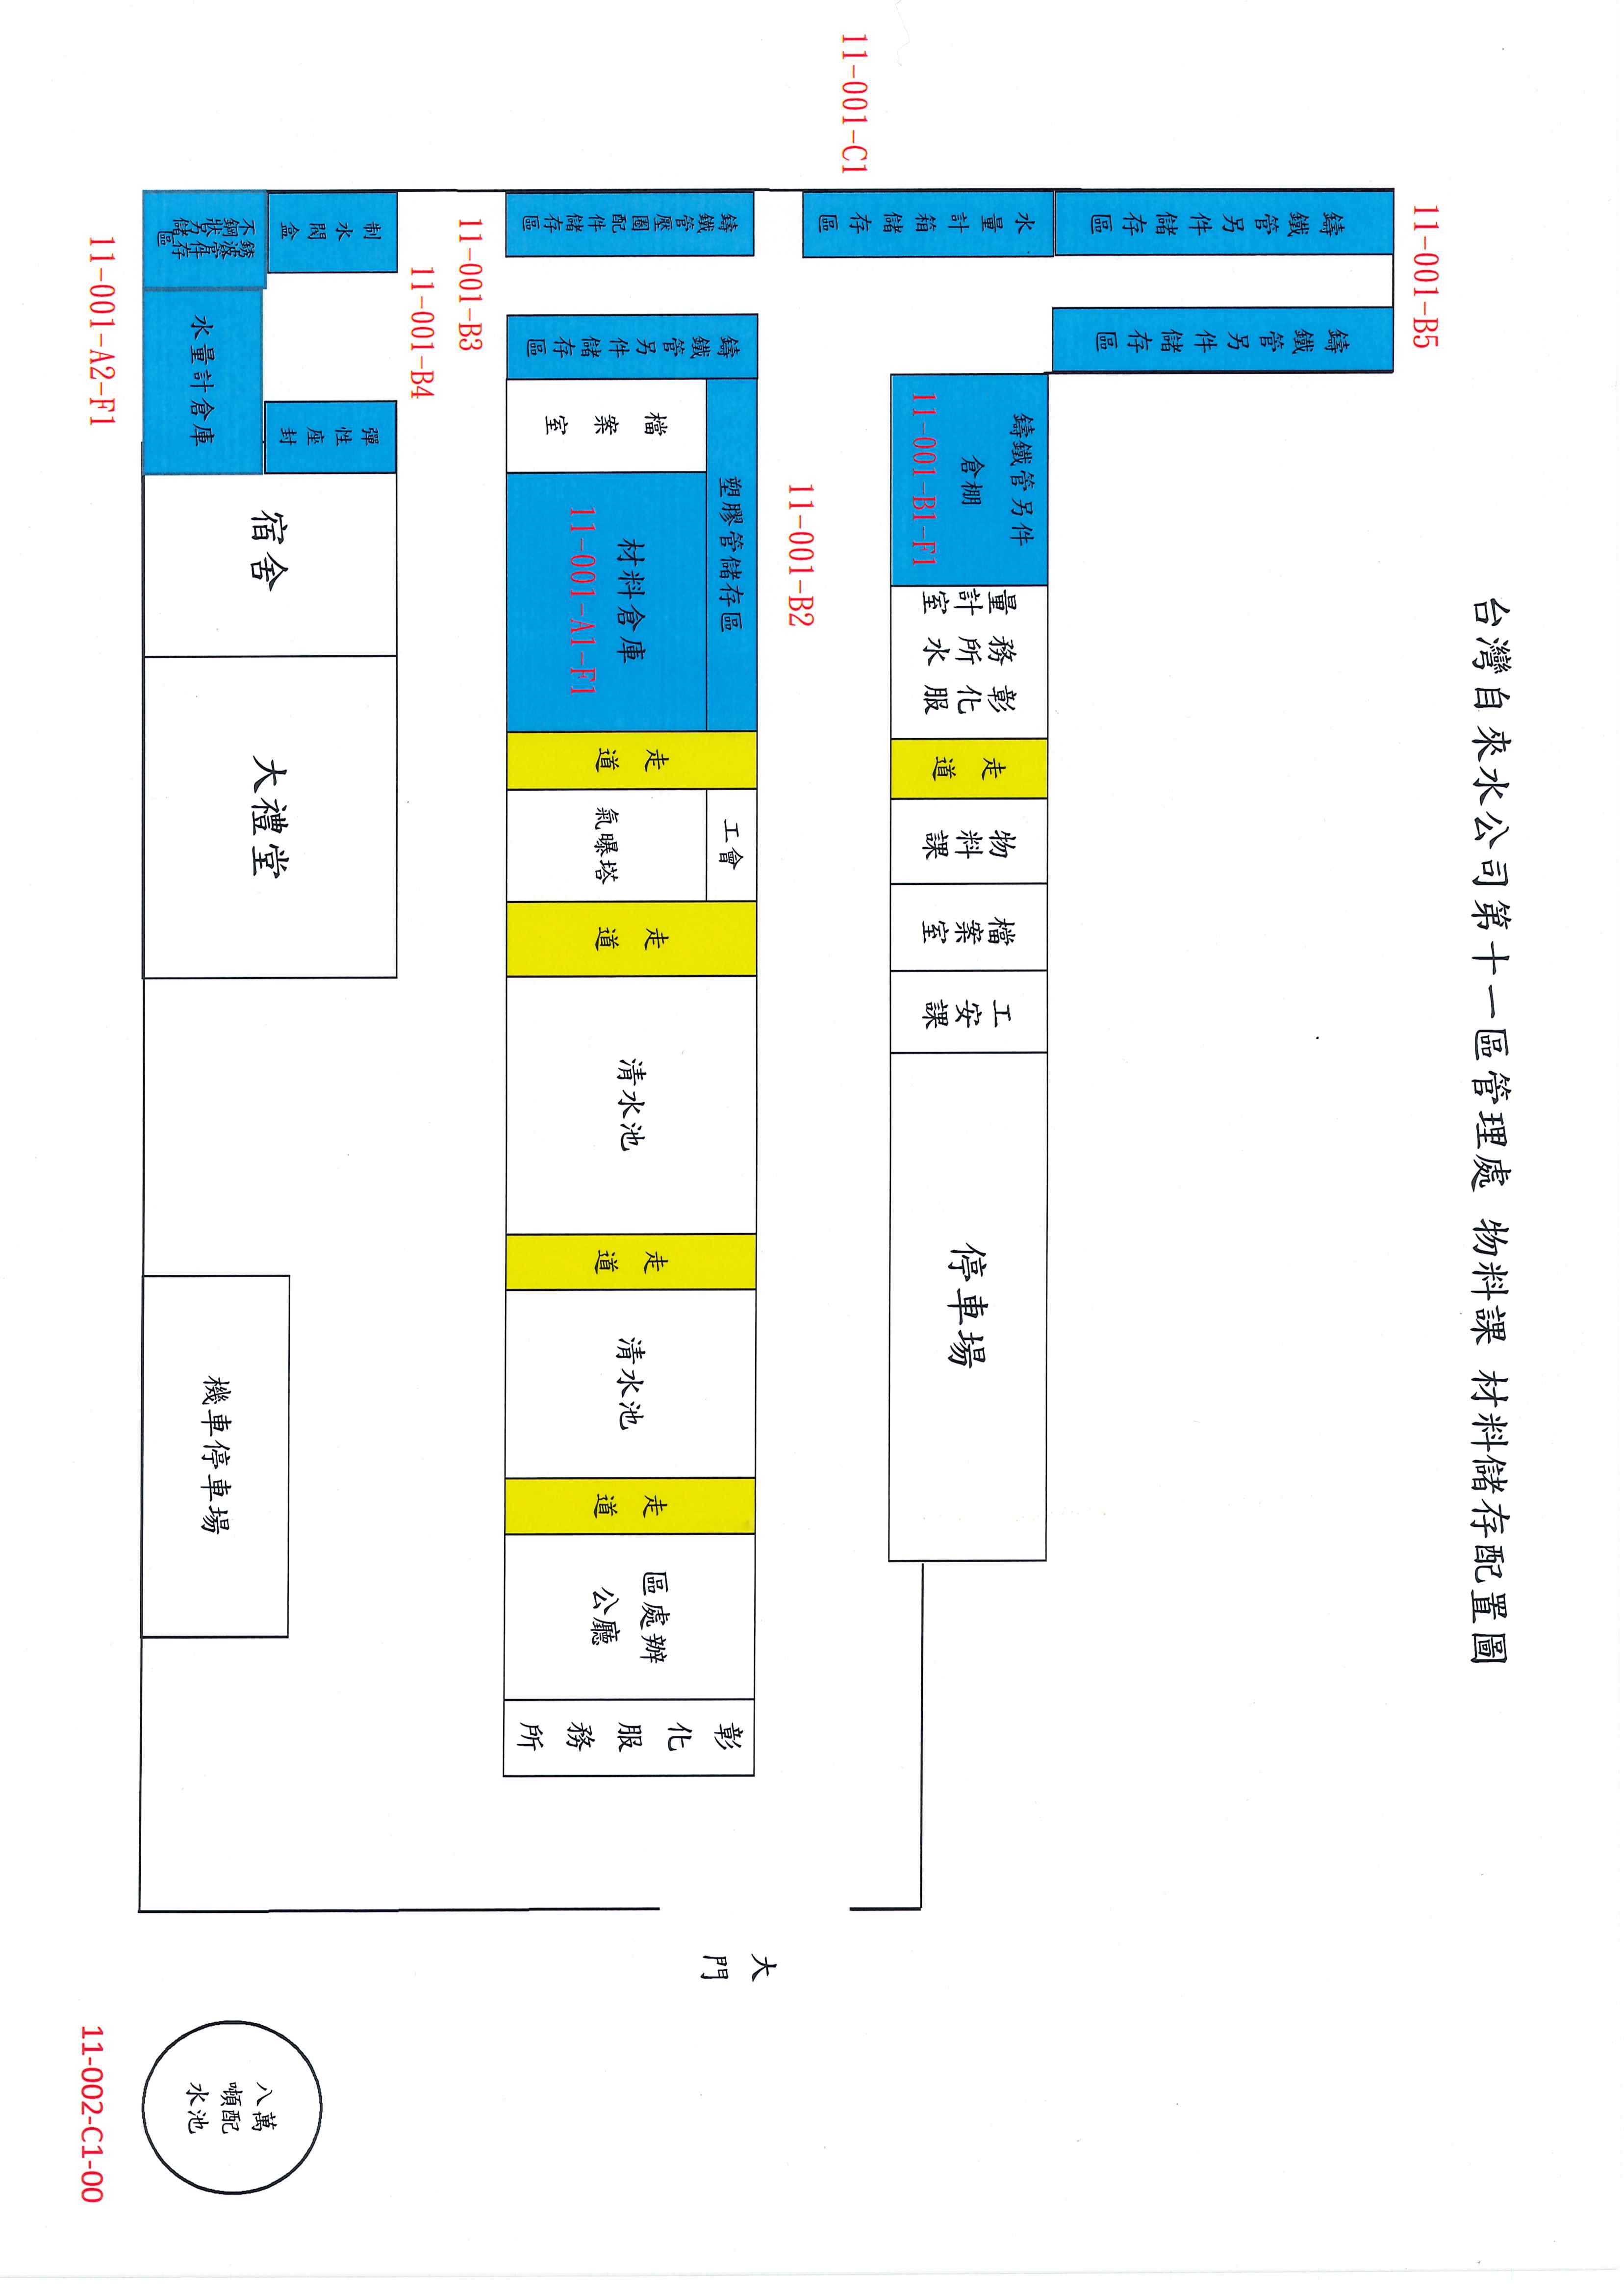 台灣自來水公司第十一區管理處 物料課 材料儲存配置圖
11-001-B5
鑄鐵管另件儲存區
鑄鐵管另件儲存區
11-001-C1
水量計箱儲存區
鑄鐵管另件
倉棚
11-001-B1-F1
彰化服
務所水
量計室
走道
物料課
檔案室
工安課
停車場
11-001-B2
鑄鐵管壓圈配件儲存區
鑄鐵管另件儲存區
塑膠管儲存區
檔案室
材料倉庫
11-001-A1-F1
走道
工會
氣曝塔
走道
清水池
走道
清水池
走道
區處辦
公廳
彰化服務所
大門
11-001-B3
11-001-B4
制水閥盒
彈性座封
水量計倉庫
宿舍
大禮堂
機車停車場
11-001-A2-F1
八萬
噸配
水池
11-002-C1-00